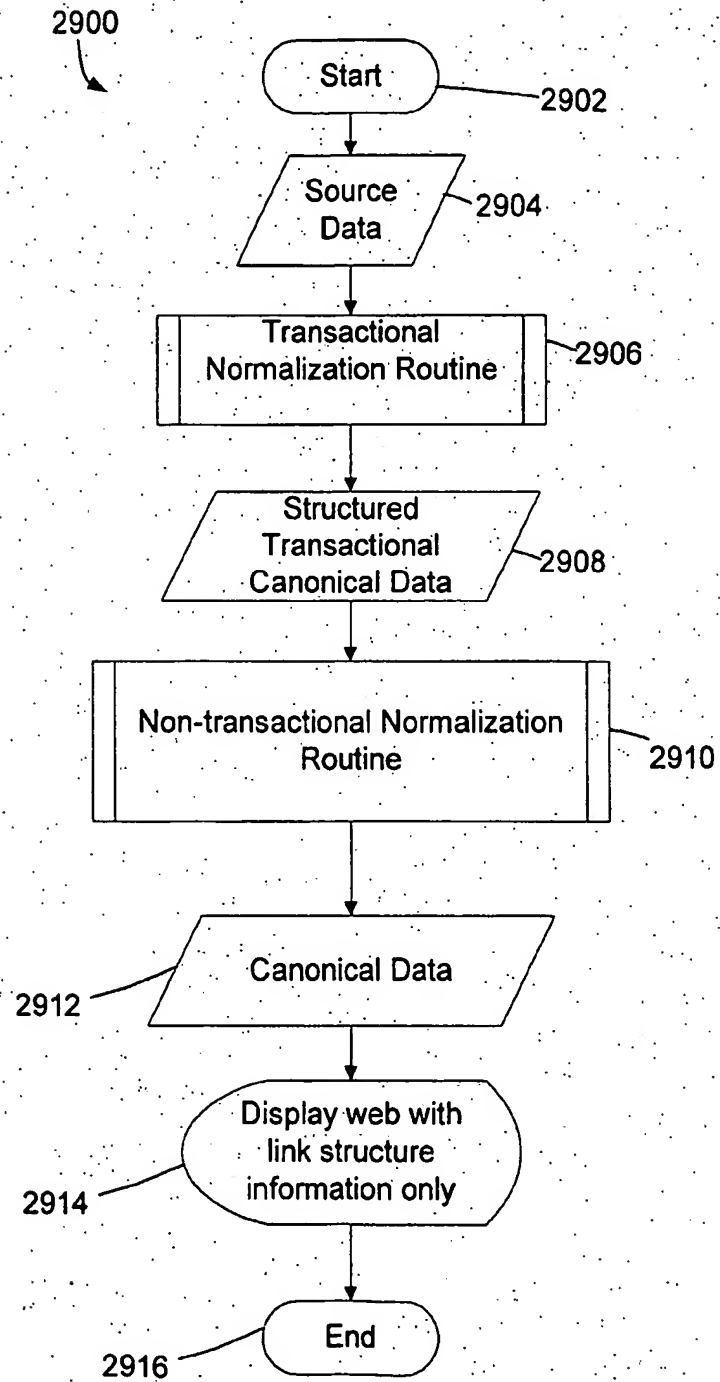 2900
Start
2902
Source
Data
2904
Transactional
Normalization Routine
2906
Structured
Transactional
Canonical Data
2908
Non-transactional Normalization
Routine
2910
Canonical Data
2912
Display web with
link structure
information only
2914
End
2916